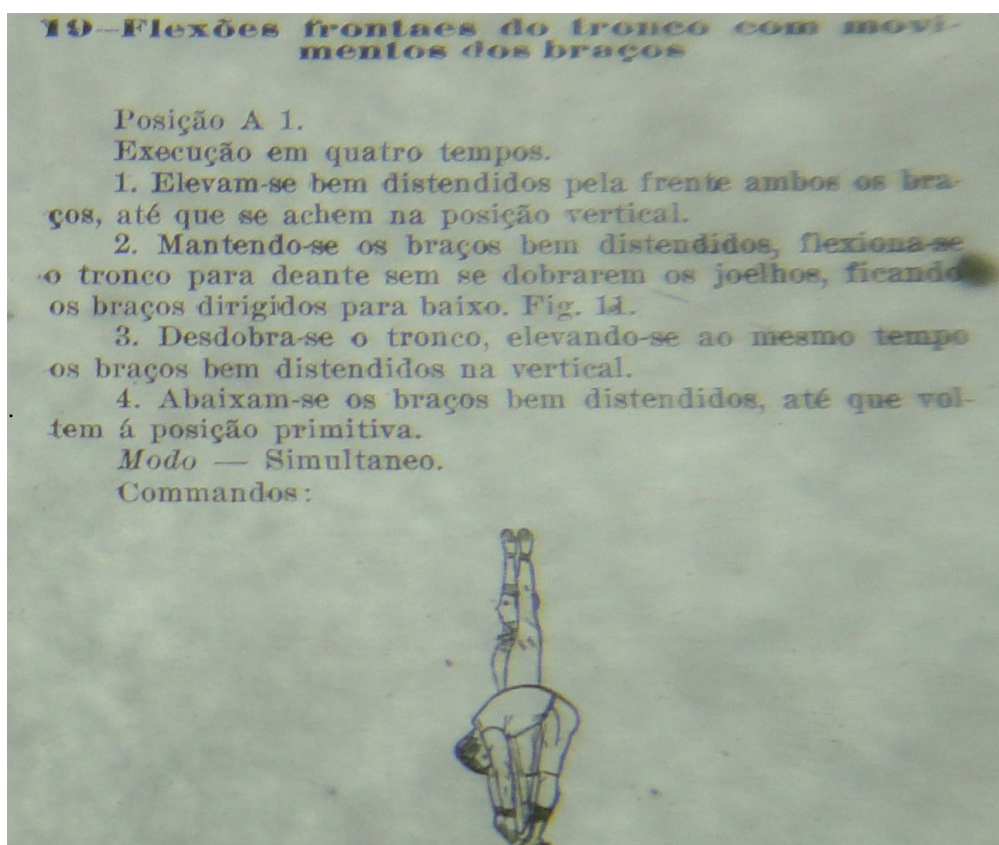 19—Flexões frontaes do tronco com movi-
mentos dos braços
Posição A 1.
Execução em quatro tempos.
1. Elevam-se bem distendidos pela frente ambos os bra-
ços, até que se achem na posição vertical.
2. Mantendo-se os braços bem distendidos, flexiona-se
o tronco para deante sem se dobrarem os joelhos, ficando
os braços dirigidos para baixo. Fig. 11.
3. Desdobra-se o tronco, elevando-se ao mesmo tempo
os braços bem distendidos na vertical.
4. Abaixam-se os braços bem distendidos, até que vol-
tem á posição primitiva.
Modo — Simultaneo.
Commandos: